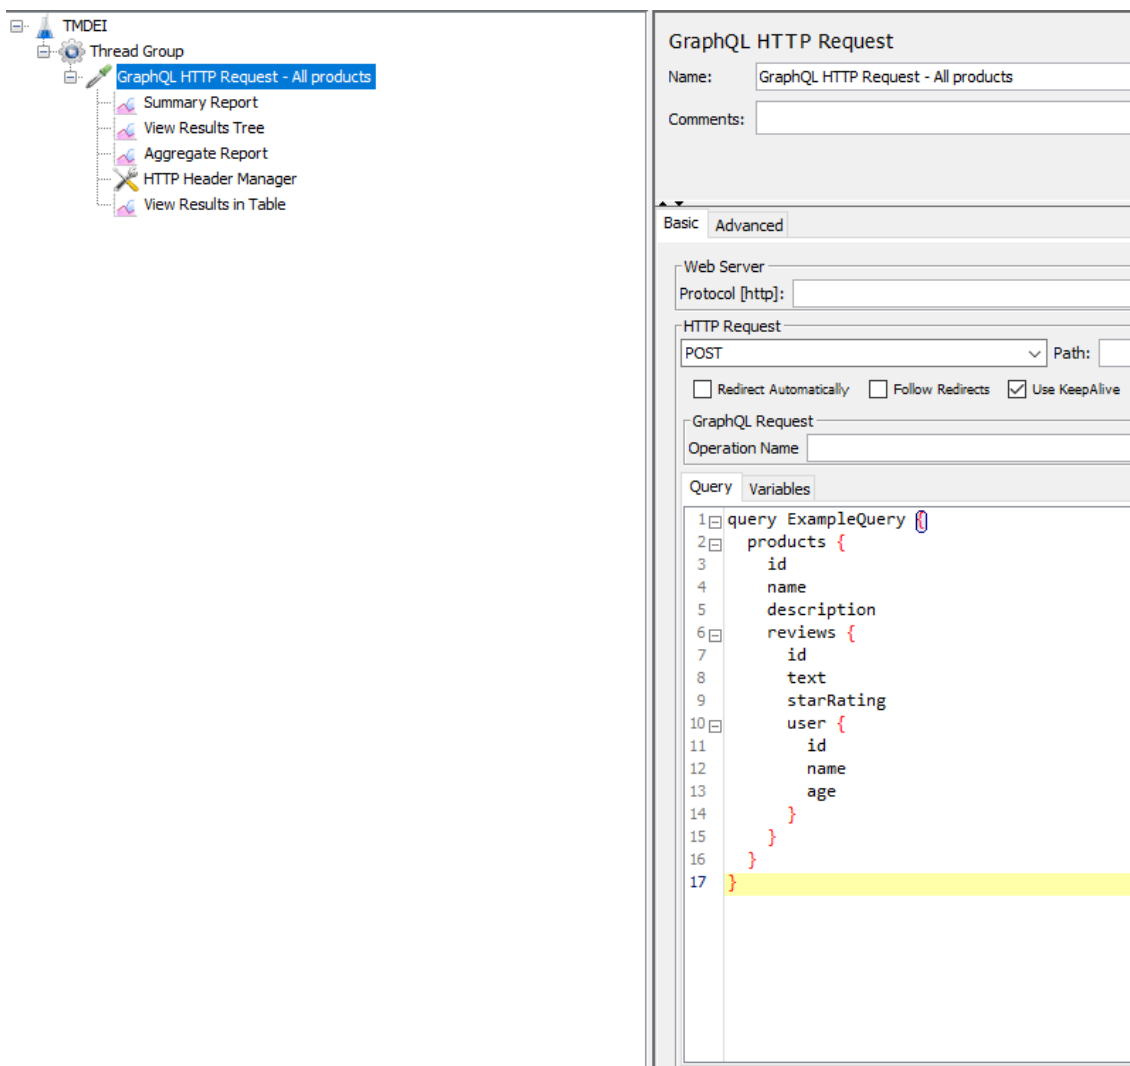 TMDEI
Thread Group
GraphQL HTTP Request - All products
Summary Report
View Results Tree
Aggregate Report
HTTP Header Manager
View Results in Table
GraphQL HTTP Request
Name: GraphQL HTTP Request - All products
Comments:
Basic Advanced
Web Server
Protocol [http]:
HTTP Request
POST Path:
Redirect Automatically Follow Redirects Use KeepAlive
GraphQL Request
Operation Name
Query Variables
1 query ExampleQuery {
2 products {
3 id
4 name
5 description
6 reviews {
7 id
8 text
9 starRating
10 user {
11 id
12 name
13 age
14 }
15 }
16 }
17 }